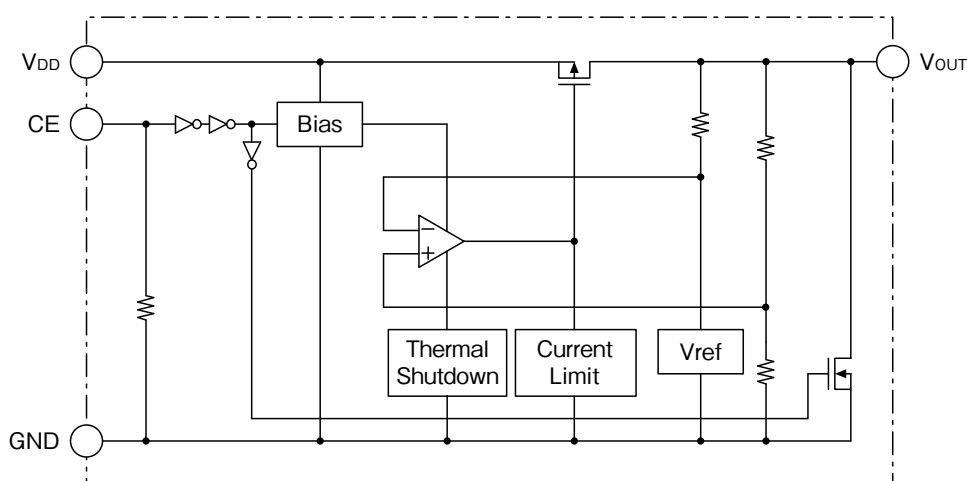 VDD
VOUT
CE
Bias
−
+
Thermal
Shutdown
Current
Limit
Vref
GND